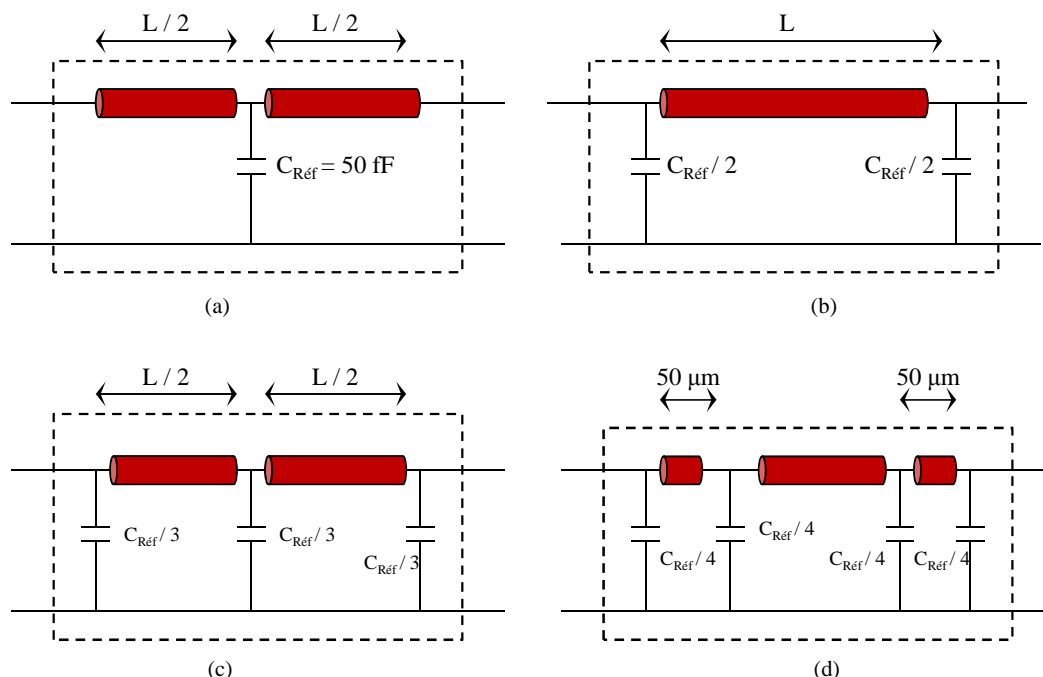 L / 2
L / 2
L
C_Réf = 50 fF
C_Réf / 2
C_Réf / 2
(a)
(b)
L / 2
L / 2
50 μm
50 μm
C_Réf / 3
C_Réf / 3
C_Réf / 3
C_Réf / 4
C_Réf / 4
C_Réf / 4
C_Réf / 4
(c)
(d)